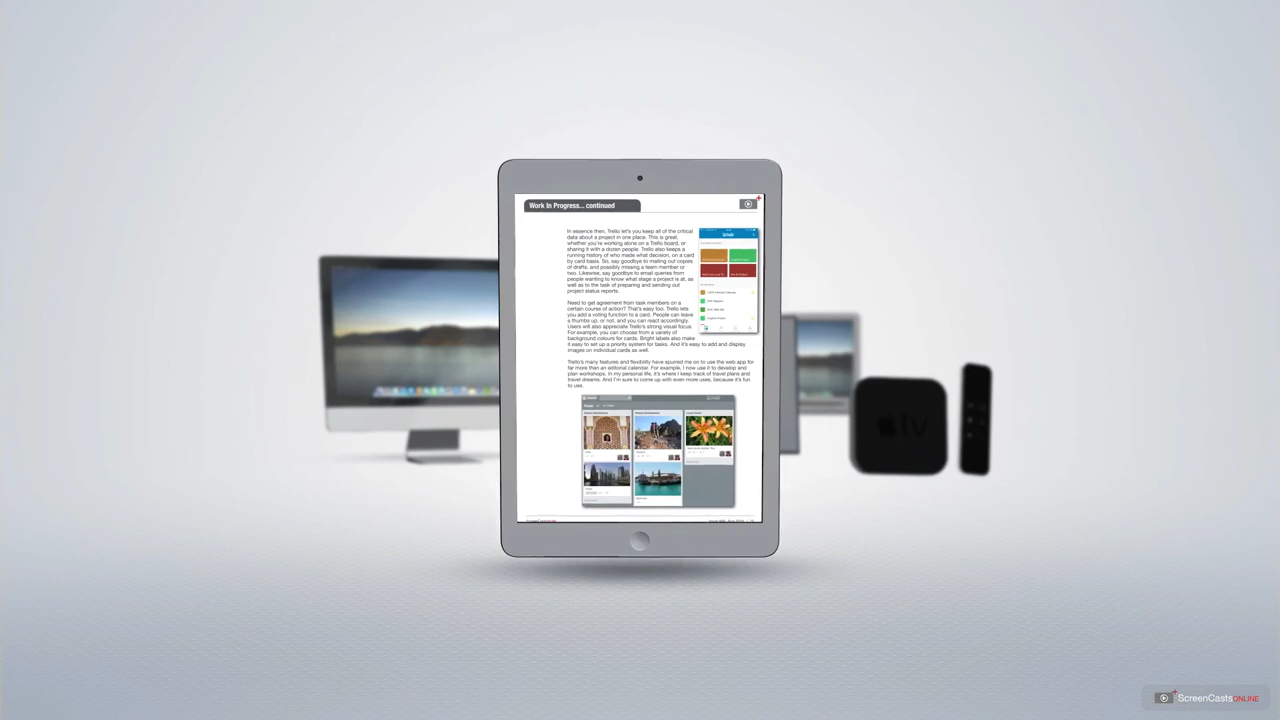 Work In Progress... continued
In essence then, Trello let's you keep all of the critical
data about a project in one place. This is great,
whether you're working alone on a Trello board, or
sharing it with a dozen people. Trello also keeps a
running history of who made what decision, on a card
by card basis. So, say goodbye to mailing out copies
of drafts, and possibly missing a team member or
two. Likewise, say goodbye to email queries from
people wanting to know what stage a project is at, as
well as to the task of preparing and sending out
project status reports.
Need to get agreement from task members on a
certain course of action? That's easy too. Trello lets
you add a voting function to a card. People can leave
a thumbs up, or not, and you can react accordingly.
Users will also appreciate Trello's strong visual focus.
For example, you can choose from a variety of
background colours for cards. Bright labels also make
it easy to set up a priority system for tasks. And it's easy to add and display
images on individual cards as well.
Trello's many features and flexibility have spurred me on to use the web app for
far more than an editorial calendar. For example, I now use it to develop and
plan workshops. In my personal life, it's where I keep track of travel plans and
travel dreams. And I'm sure to come up with even more uses, because it's fun
to use.
tv
ScreenCastsONLINE